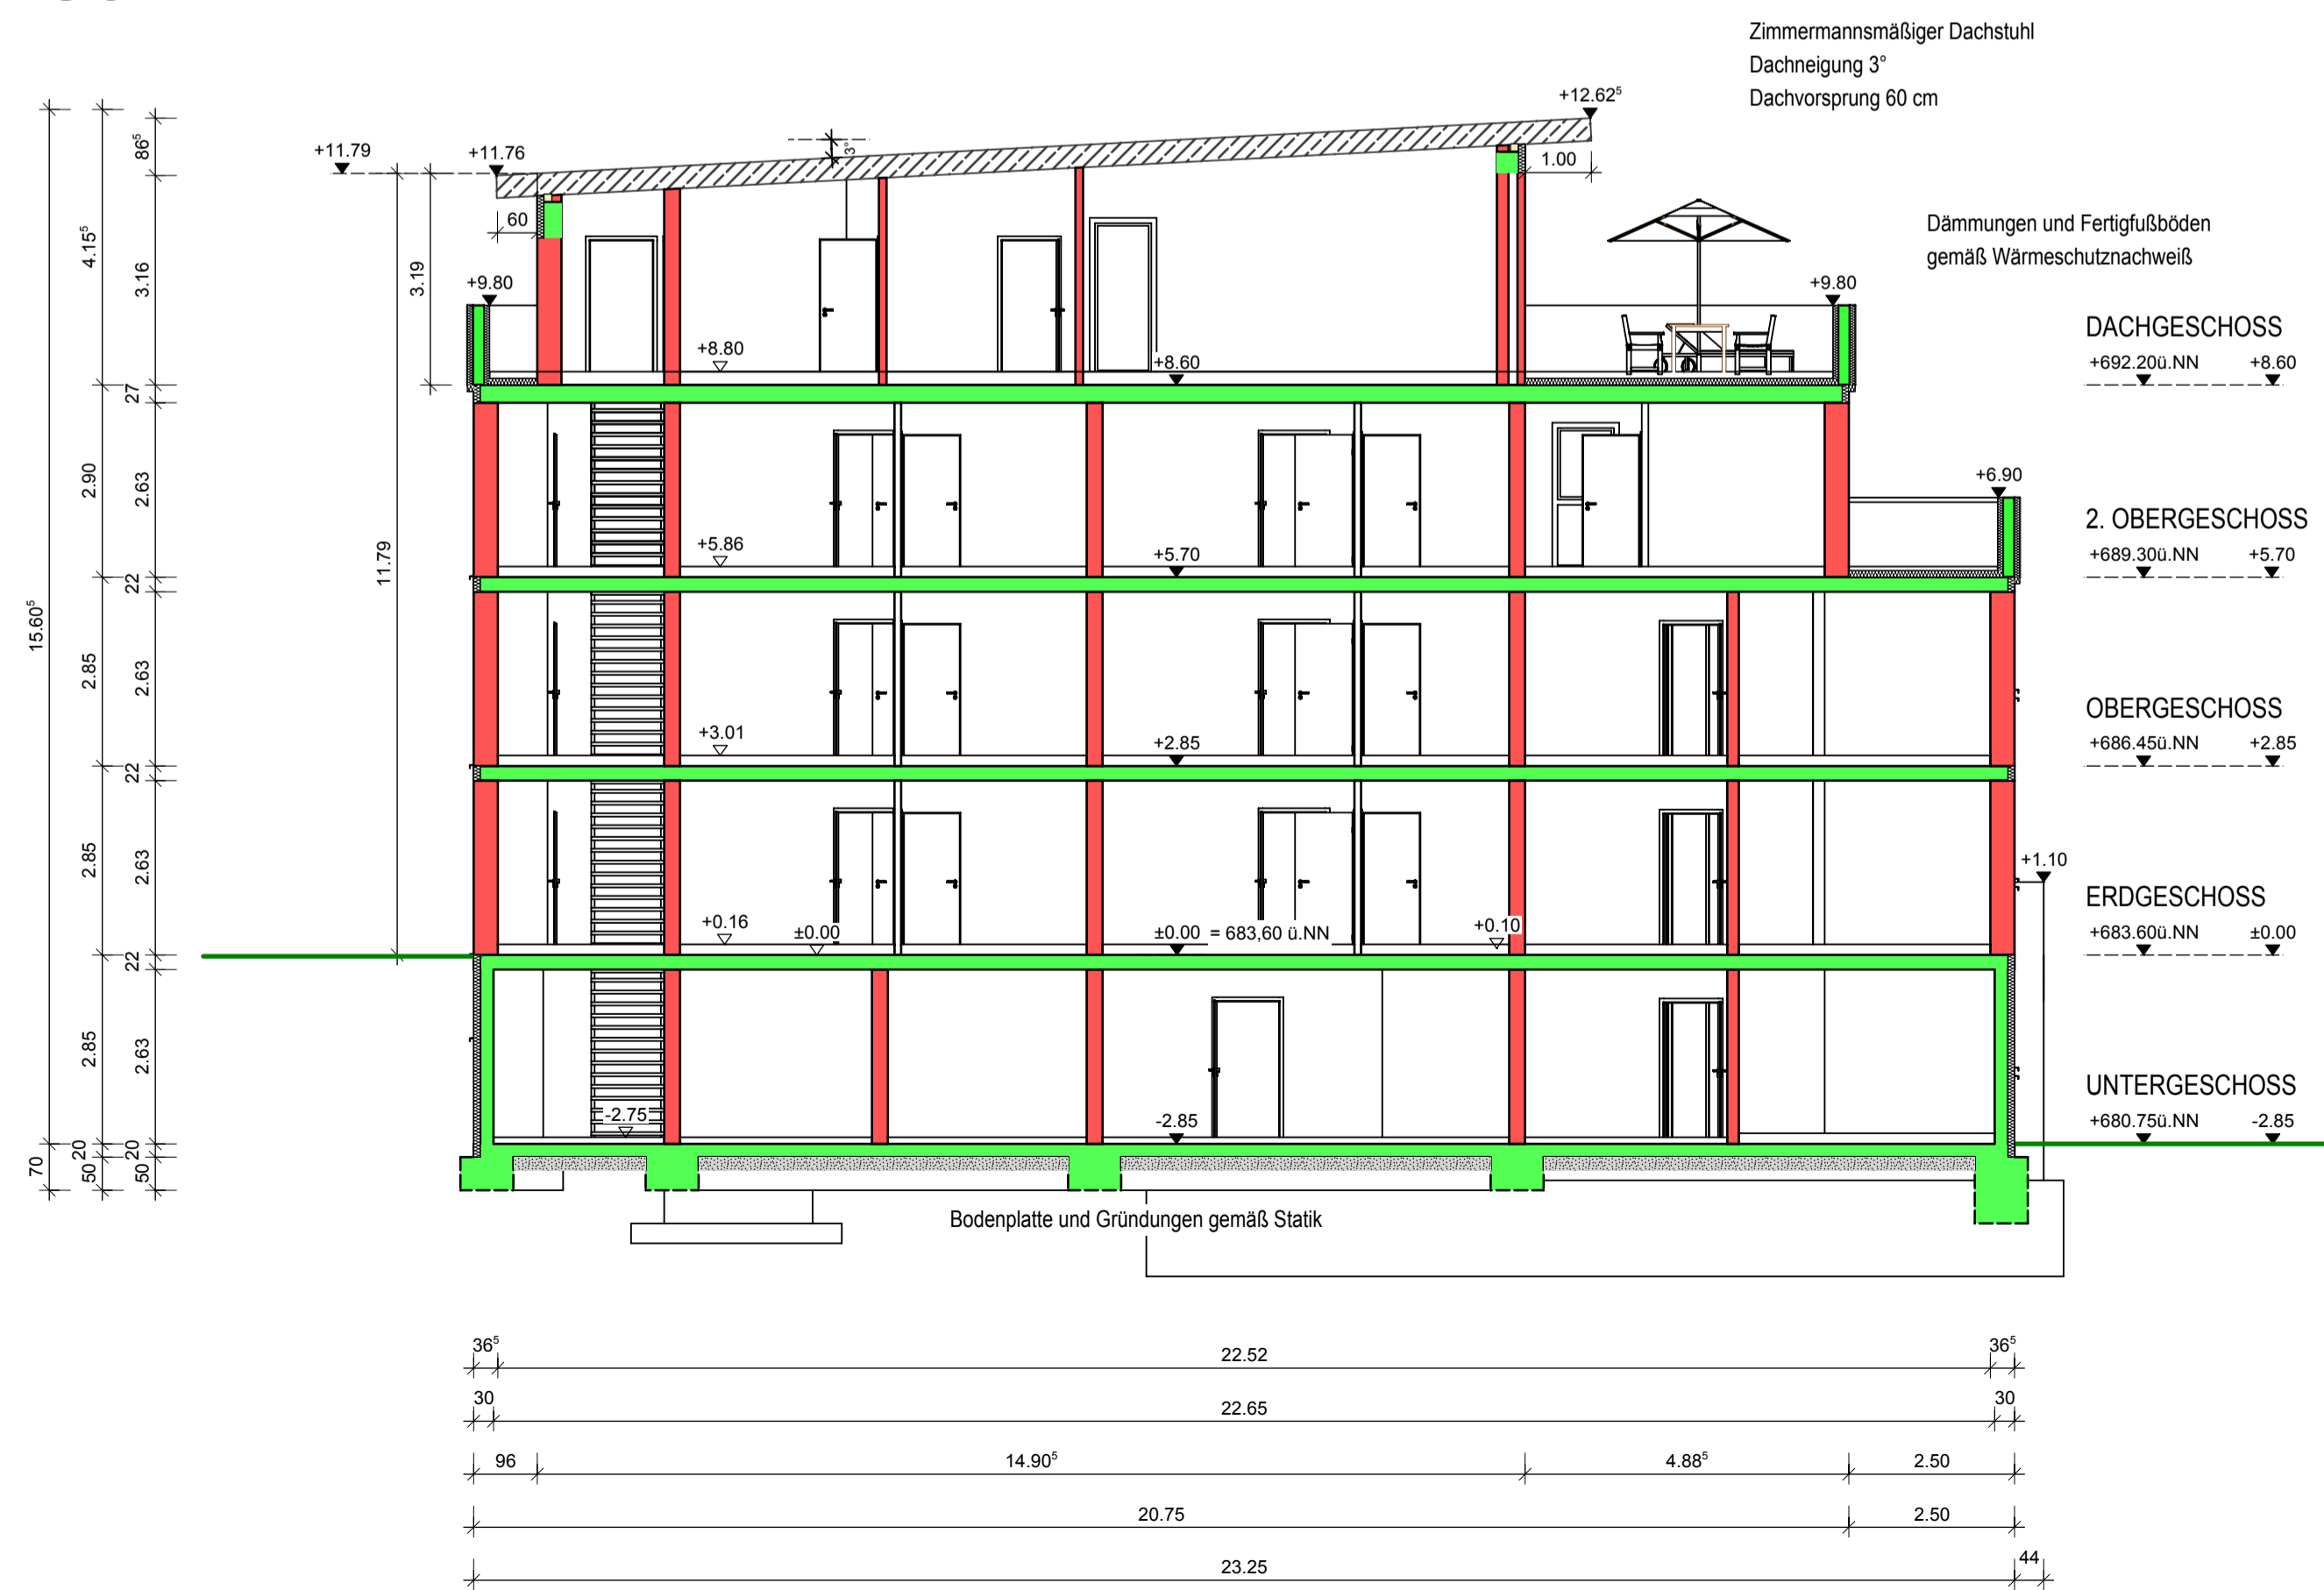 Zimmermannsmäßiger Dachstuhl
Dachneigung 3°
Dachvorsprung 60 cm
+12.62⁵
+11.79
+11.76
3°
1.00
60
86⁵
4.15⁵
3.16
3.19
Dämmungen und Fertigfußböden
gemäß Wärmeschutznachweiß
+9.80
+9.80
DACHGESCHOSS
+692.20ü.NN +8.60
+8.80
+8.60
27
2.90
2.63
+6.90
2. OBERGESCHOSS
+689.30ü.NN +5.70
+5.86
+5.70
11.79
22
15.60⁵
2.85
2.63
OBERGESCHOSS
+686.45ü.NN +2.85
+3.01
+2.85
22
2.85
2.63
+1.10
ERDGESCHOSS
+683.60ü.NN ±0.00
+0.16
±0.00
±0.00 = 683,60 ü.NN
+0.10
22
2.85
2.63
UNTERGESCHOSS
+680.75ü.NN -2.85
-2.75
-2.85
20
20
70
50
50
Bodenplatte und Gründungen gemäß Statik
36⁵ 22.52 36⁵
30 22.65 30
96 14.90⁵ 4.88⁵ 2.50
20.75 2.50
23.25 44